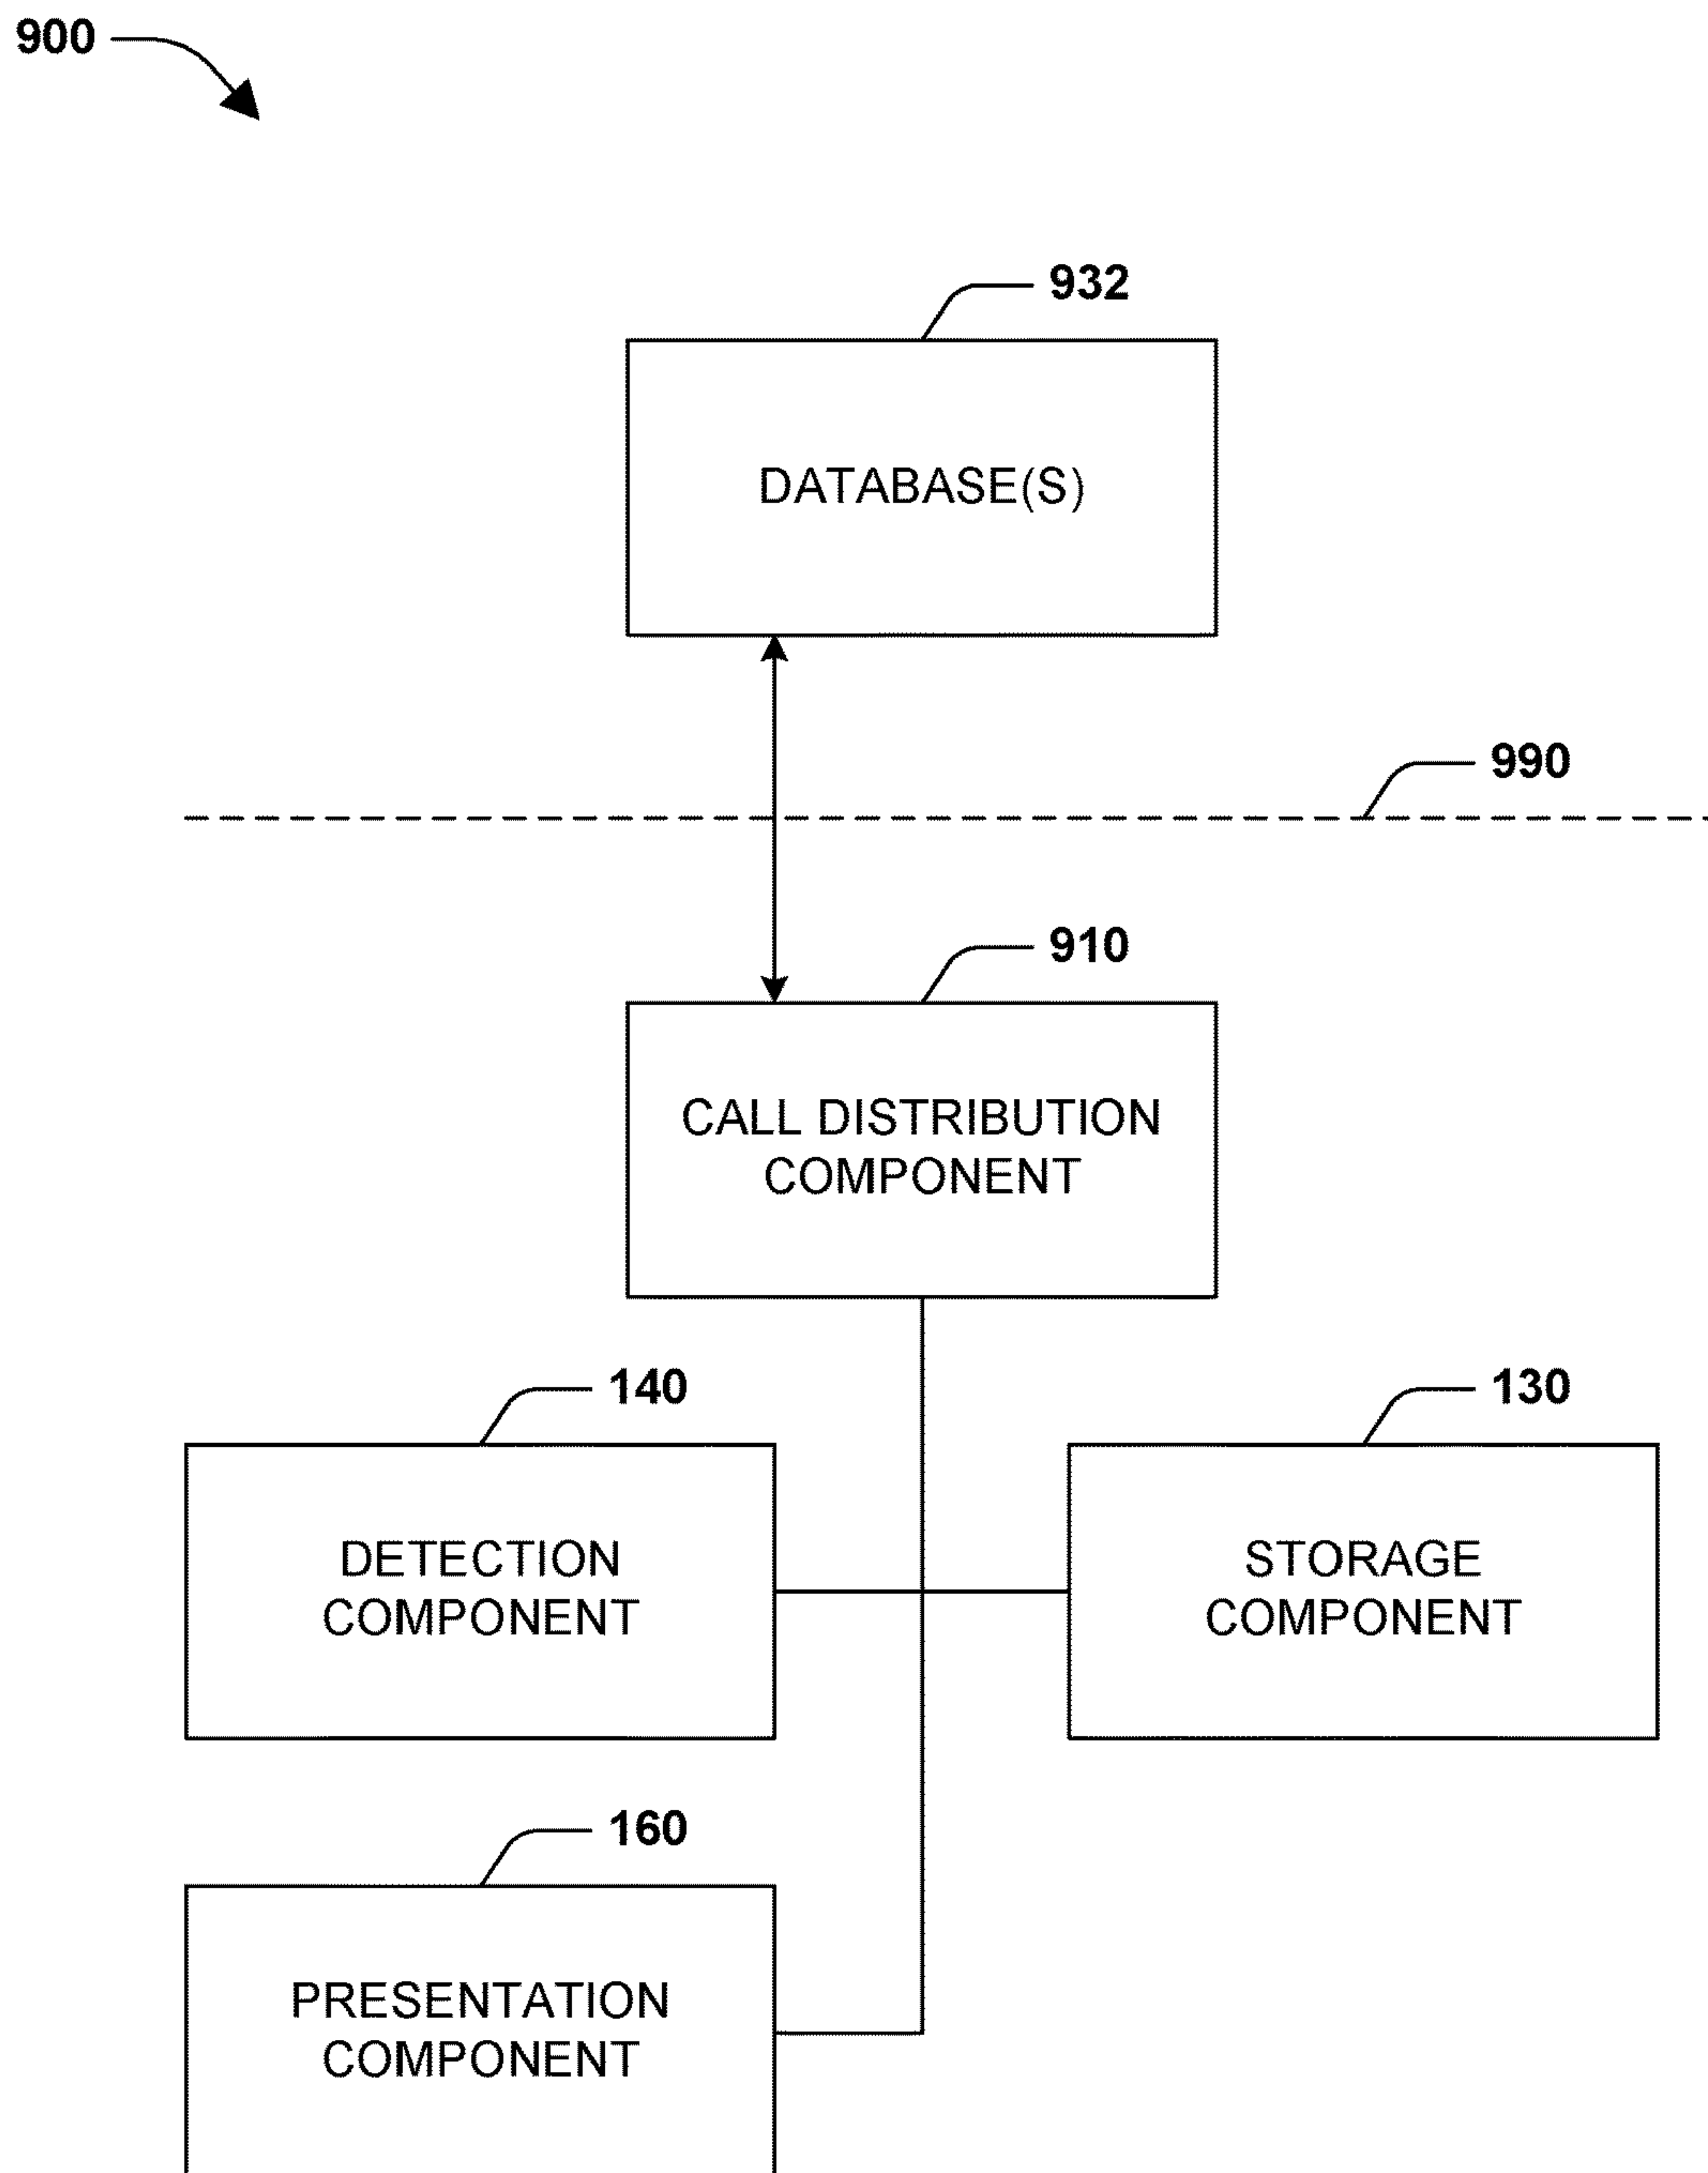 900
932
DATABASE(S)
990
910
CALL DISTRIBUTION
COMPONENT
140
130
DETECTION
COMPONENT
STORAGE
COMPONENT
160
PRESENTATION
COMPONENT